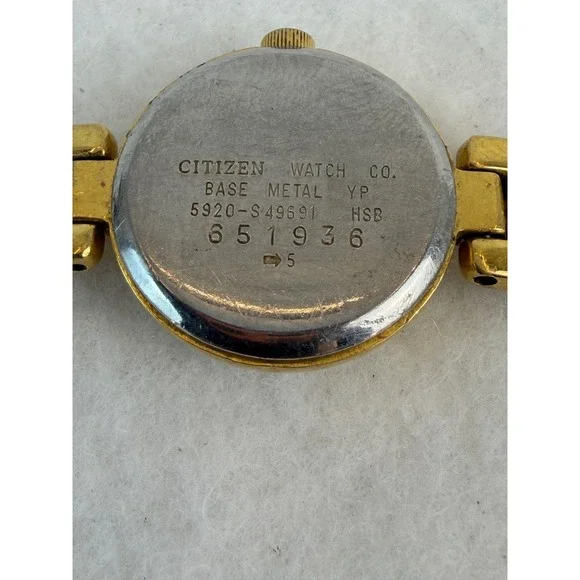 CITIZEN WATCH CO.
BASE METAL YP
5920-S49691 HSB
651936
⇨5